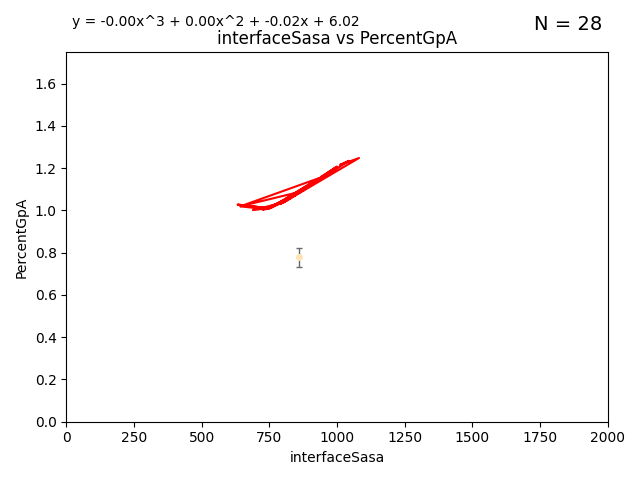 y = -0.00x^3 + 0.00x^2 + -0.02x + 6.02
N = 28
interfaceSasa vs PercentGpA
PercentGpA
1.6
1.4
1.2
1.0
0.8
0.6
0.4
0.2
0.0
0 250 500 750 1000 1250 1500 1750 2000
interfaceSasa